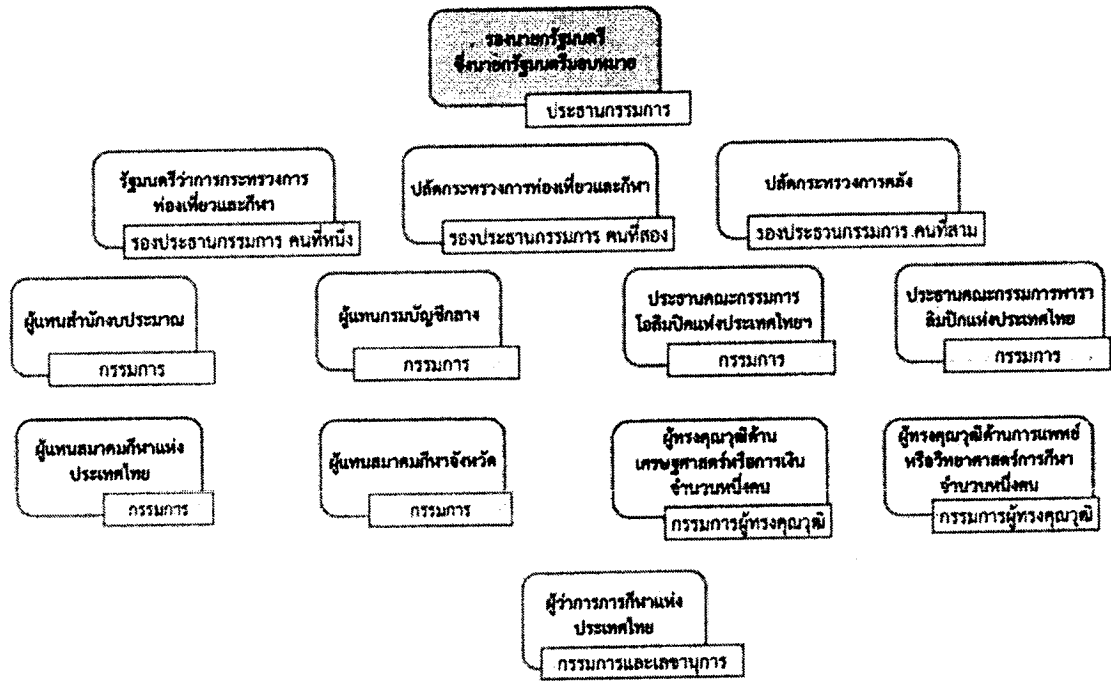 รองนายกรัฐมนตรี
ซึ่งนายกรัฐมนตรีมอบหมาย
ประธานกรรมการ
รัฐมนตรีว่าการกระทรวงการ
ท่องเที่ยวและกีฬา
รองประธานกรรมการ คนที่หนึ่ง
ปลัดกระทรวงการท่องเที่ยวและกีฬา
รองประธานกรรมการ คนที่สอง
ปลัดกระทรวงการคลัง
รองประธานกรรมการ คนที่สาม
ผู้แทนสำนักงบประมาณ
กรรมการ
ผู้แทนกรมบัญชีกลาง
กรรมการ
ประธานคณะกรรมการ
โอลิมปิคแห่งประเทศไทยฯ
กรรมการ
ประธานคณะกรรมการพารา
ลิมปิกแห่งประเทศไทย
กรรมการ
ผู้แทนสมาคมกีฬาแห่ง
ประเทศไทย
กรรมการ
ผู้แทนสมาคมกีฬาจังหวัด
กรรมการ
ผู้ทรงคุณวุฒิด้าน
เศรษฐศาสตร์หรือการเงิน
จำนวนหนึ่งคน
กรรมการผู้ทรงคุณวุฒิ
ผู้ทรงคุณวุฒิด้านการแพทย์
หรือวิทยาศาสตร์การกีฬา
จำนวนหนึ่งคน
กรรมการผู้ทรงคุณวุฒิ
ผู้ว่าการการกีฬาแห่ง
ประเทศไทย
กรรมการและเลขานุการ